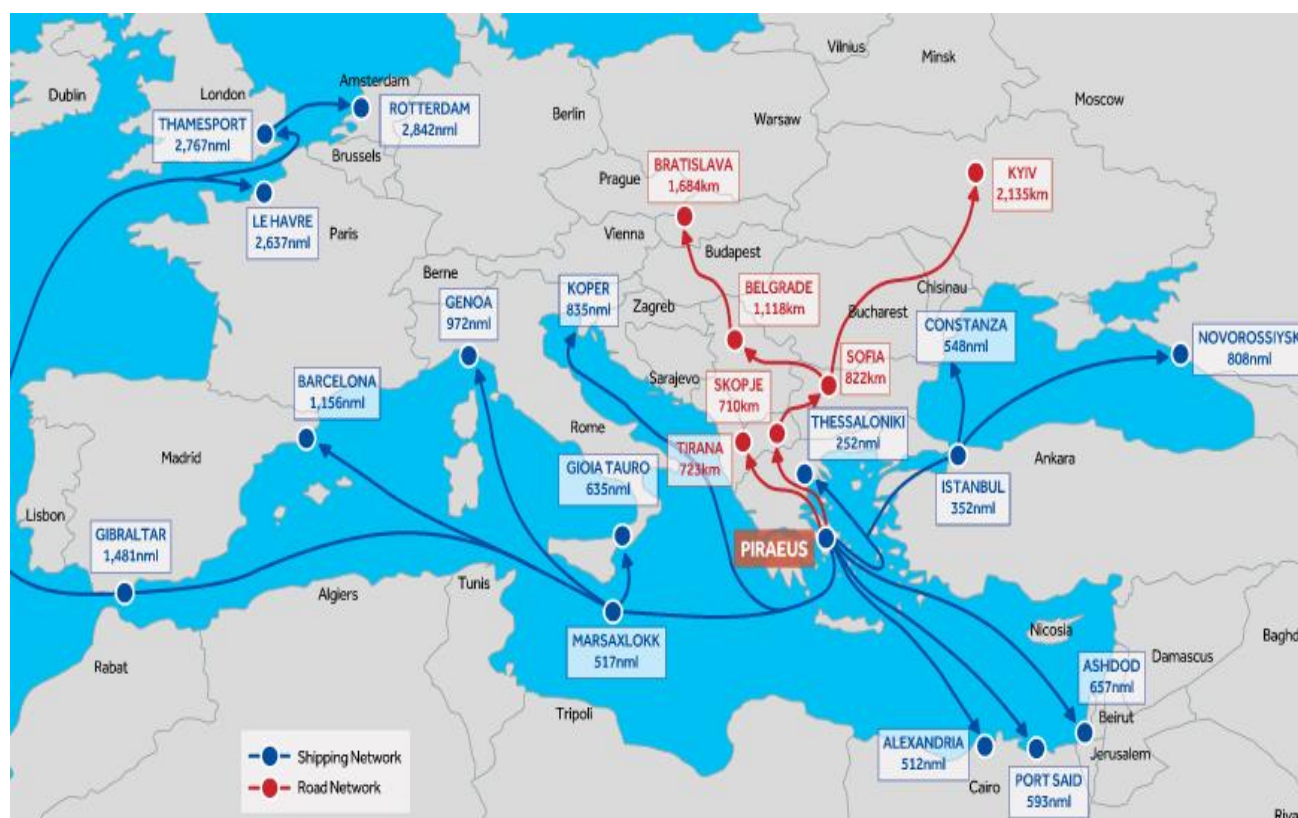 Vilnius
Minsk
Moscow
Dublin
London
Amsterdam
Berlin
Warsaw
THAMESPORT
2,767nml
ROTTERDAM
2,842nml
Brussels
Prague
BRATISLAVA
1,684km
KYIV
2,135km
LE HAVRE
2,637nml
Paris
Vienna
Budapest
Berne
GENOA
972nml
KOPER
835nml
Zagreb
BELGRADE
1,118km
Chisinau
Bucharest
CONSTANZA
548nml
NOVOROSSIYSK
808nml
Sarajevo
SOFIA
822km
BARCELONA
1,156nml
SKOPJE
710km
THESSALONIKI
252nml
Rome
TIRANA
723km
Madrid
GIOIA TAURO
635nml
Ankara
ISTANBUL
352nml
Lisbon
GIBRALTAR
1,481nml
PIRAEUS
Tunis
Algiers
Nicosia
Baghd
MARSAXLOKK
517nml
Rabat
ASHDOD
657nml
Damascus
Tripoli
Beirut
Jerusalem
ALEXANDRIA
512nml
Cairo
PORT SAID
593nml
Shipping Network
Road Network
Riya